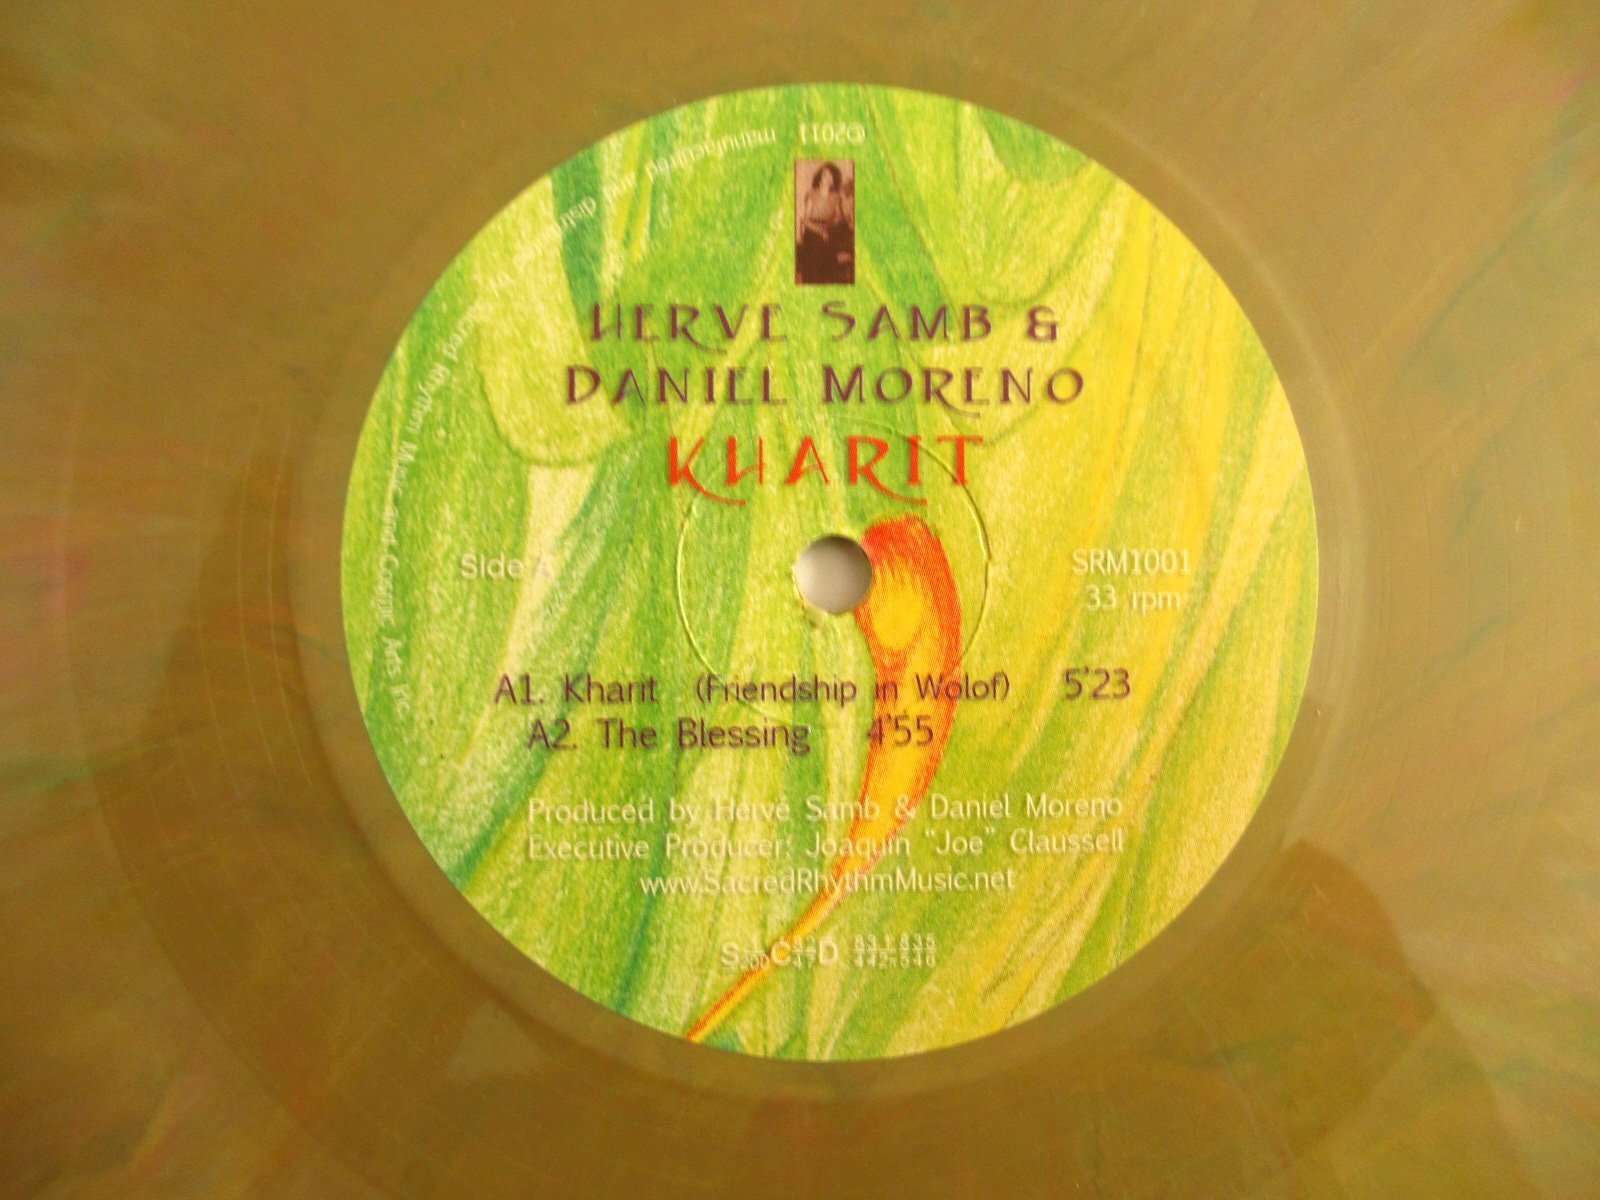 ©2011 manufactured and distributed by Sacred Rhythm Music and Cosmic Arts Inc.
HERVE SAMB &
DANIEL MORENO
KHARIT
Side A
SRM1001
33 rpm
A1. Kharit (Friendship in Wolof) 5'23
A2. The Blessing 4'55
Produced by Hervé Samb & Daniel Moreno
Executive Producer: Joaquin "Joe" Claussell
www.SacredRhythmMusic.net